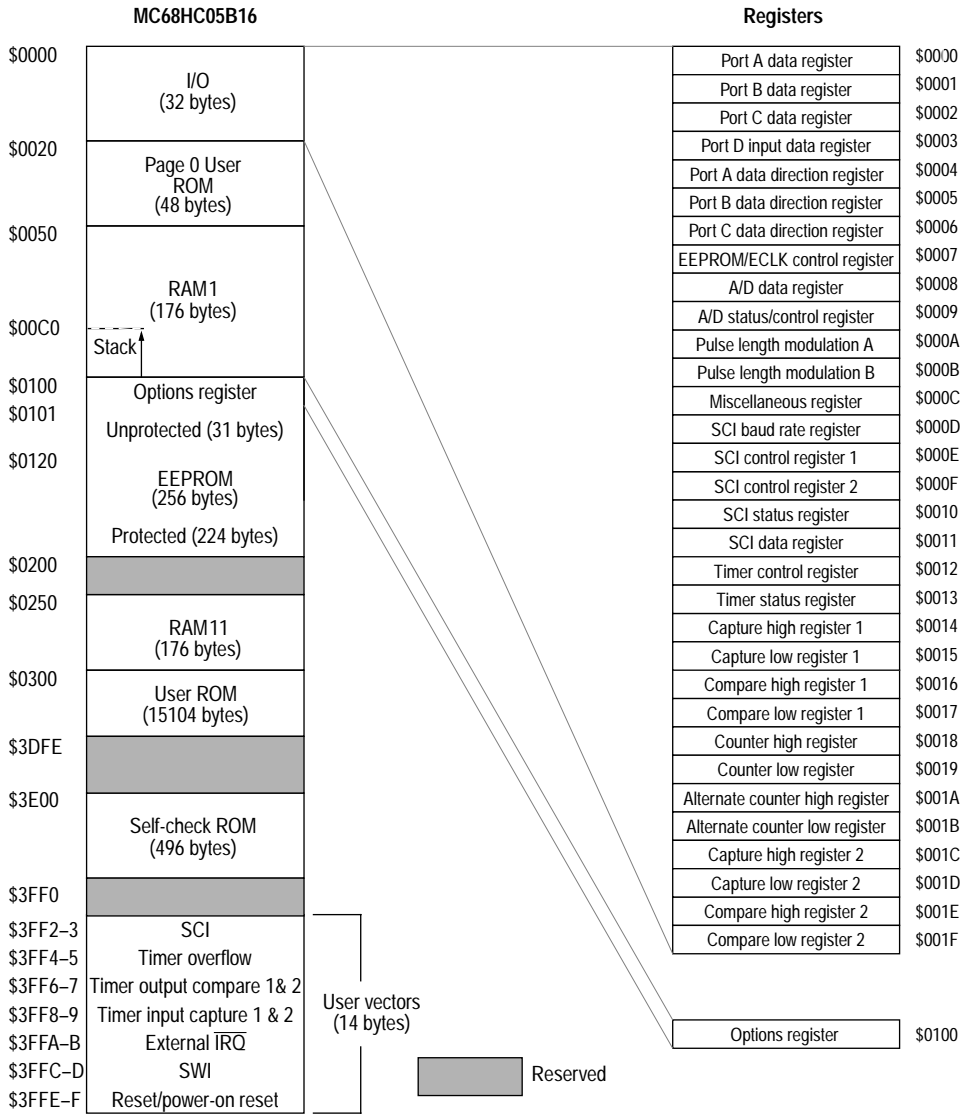 MC68HC05B16
$0000
I/O
(32 bytes)
$0020
Page 0 User
ROM
(48 bytes)
$0050
RAM1
(176 bytes)
$00C0
Stack
$0100
Options register
$0101
Unprotected (31 bytes)
$0120
EEPROM
(256 bytes)
Protected (224 bytes)
$0200
$0250
RAM11
(176 bytes)
$0300
User ROM
(15104 bytes)
$3DFE
$3E00
Self-check ROM
(496 bytes)
$3FF0
$3FF2–3 SCI
$3FF4–5 Timer overflow
$3FF6–7 Timer output compare 1& 2
$3FF8–9 Timer input capture 1 & 2
$3FFA–B External IRQ
$3FFC–D SWI
$3FFE–F Reset/power-on reset
User vectors
(14 bytes)
Registers
Port A data register $0000
Port B data register $0001
Port C data register $0002
Port D input data register $0003
Port A data direction register $0004
Port B data direction register $0005
Port C data direction register $0006
EEPROM/ECLK control register $0007
A/D data register $0008
A/D status/control register $0009
Pulse length modulation A $000A
Pulse length modulation B $000B
Miscellaneous register $000C
SCI baud rate register $000D
SCI control register 1 $000E
SCI control register 2 $000F
SCI status register $0010
SCI data register $0011
Timer control register $0012
Timer status register $0013
Capture high register 1 $0014
Capture low register 1 $0015
Compare high register 1 $0016
Compare low register 1 $0017
Counter high register $0018
Counter low register $0019
Alternate counter high register $001A
Alternate counter low register $001B
Capture high register 2 $001C
Capture low register 2 $001D
Compare high register 2 $001E
Compare low register 2 $001F
Options register $0100
Reserved